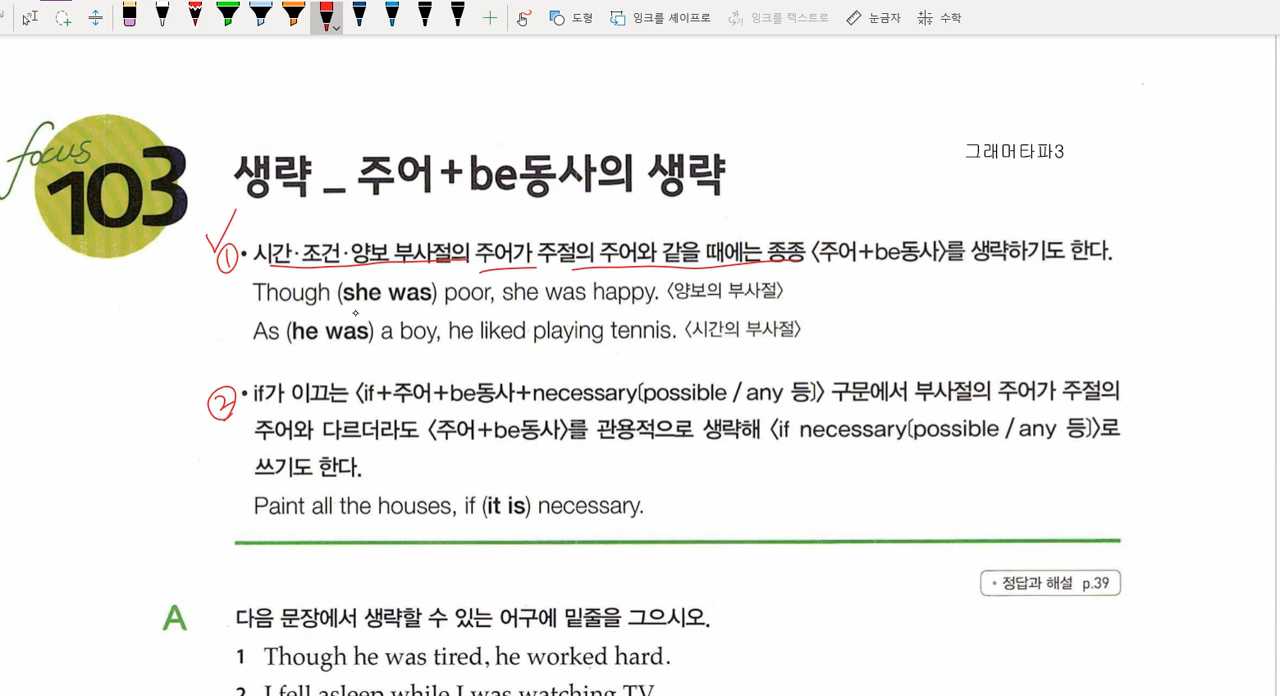 도형 잉크를 셰이프로 잉크를 텍스트로 눈금자 수학
focus
103
생략 _ 주어+be동사의 생략
그래머타파3
① • 시간·조건·양보 부사절의 주어가 주절의 주어와 같을 때에는 종종 〈주어+be동사〉를 생략하기도 한다.
Though (she was) poor, she was happy. 〈양보의 부사절〉
As (he was) a boy, he liked playing tennis. 〈시간의 부사절〉
② • if가 이끄는 〈if+주어+be동사+necessary(possible / any 등)〉 구문에서 부사절의 주어가 주절의
주어와 다르더라도 〈주어+be동사〉를 관용적으로 생략해 〈if necessary(possible / any 등)〉로
쓰기도 한다.
Paint all the houses, if (it is) necessary.
• 정답과 해설 p.39
A 다음 문장에서 생략할 수 있는 어구에 밑줄을 그으시오.
1 Though he was tired, he worked hard.
2 I fell asleep while I was watching TV.